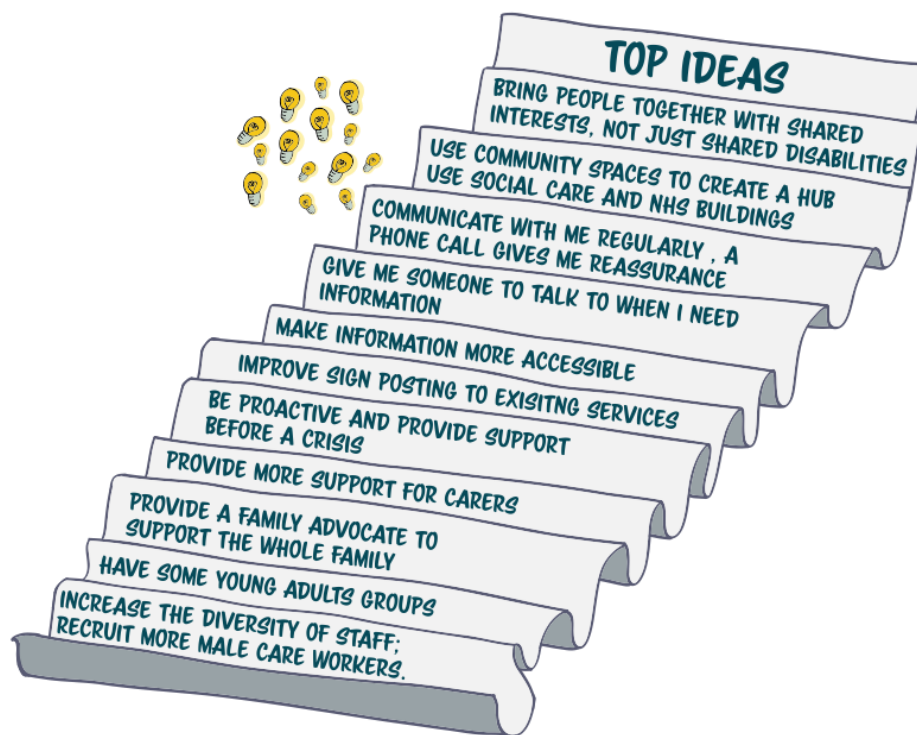 TOP IDEAS
BRING PEOPLE TOGETHER WITH SHARED
INTERESTS, NOT JUST SHARED DISABILITIES
USE COMMUNITY SPACES TO CREATE A HUB
USE SOCIAL CARE AND NHS BUILDINGS
COMMUNICATE WITH ME REGULARLY , A
PHONE CALL GIVES ME REASSURANCE
GIVE ME SOMEONE TO TALK TO WHEN I NEED
INFORMATION
MAKE INFORMATION MORE ACCESSIBLE
IMPROVE SIGN POSTING TO EXISITNG SERVICES
BE PROACTIVE AND PROVIDE SUPPORT
BEFORE A CRISIS
PROVIDE MORE SUPPORT FOR CARERS
PROVIDE A FAMILY ADVOCATE TO
SUPPORT THE WHOLE FAMILY
HAVE SOME YOUNG ADULTS GROUPS
INCREASE THE DIVERSITY OF STAFF;
RECRUIT MORE MALE CARE WORKERS.